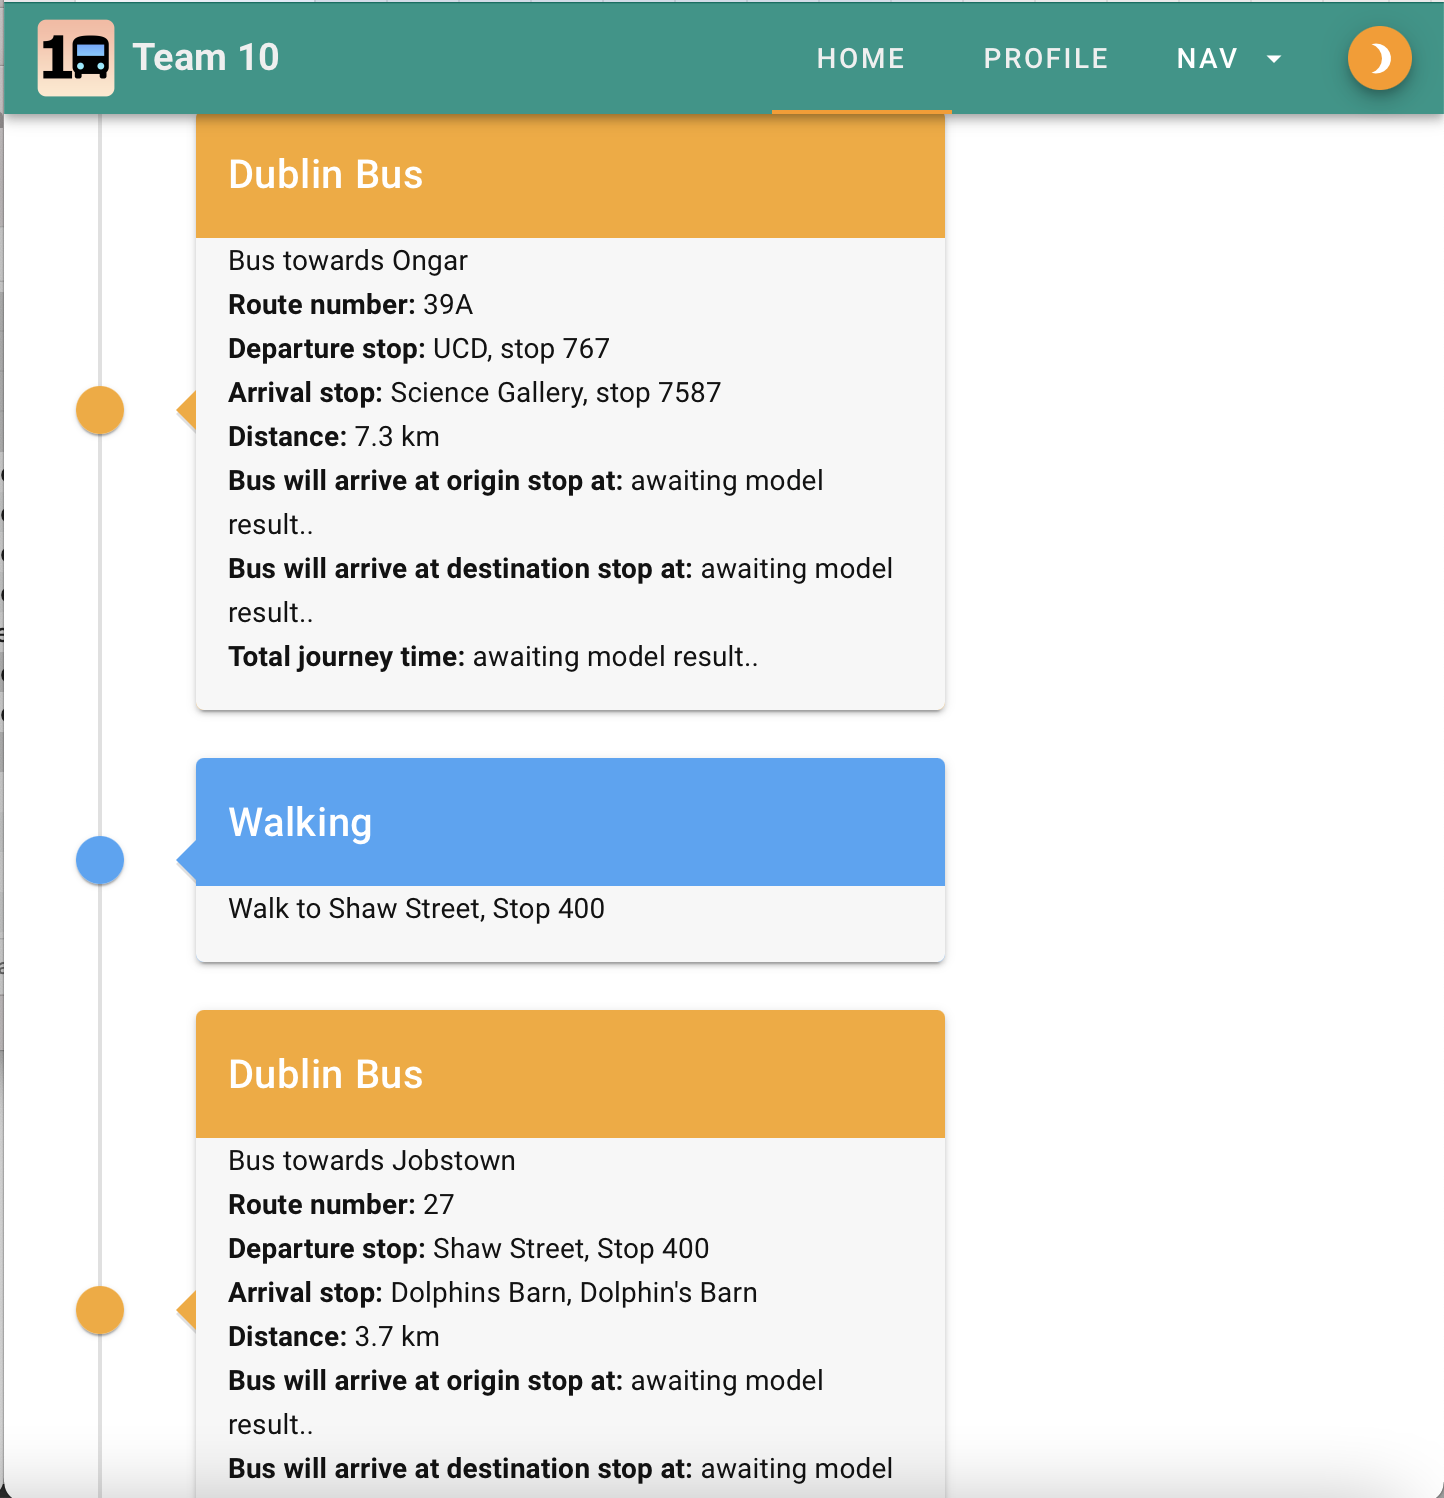 10 Team 10
HOME PROFILE NAV
Dublin Bus
Bus towards Ongar
Route number: 39A
Departure stop: UCD, stop 767
Arrival stop: Science Gallery, stop 7587
Distance: 7.3 km
Bus will arrive at origin stop at: awaiting model
result..
Bus will arrive at destination stop at: awaiting model
result..
Total journey time: awaiting model result..
Walking
Walk to Shaw Street, Stop 400
Dublin Bus
Bus towards Jobstown
Route number: 27
Departure stop: Shaw Street, Stop 400
Arrival stop: Dolphins Barn, Dolphin's Barn
Distance: 3.7 km
Bus will arrive at origin stop at: awaiting model
result..
Bus will arrive at destination stop at: awaiting model